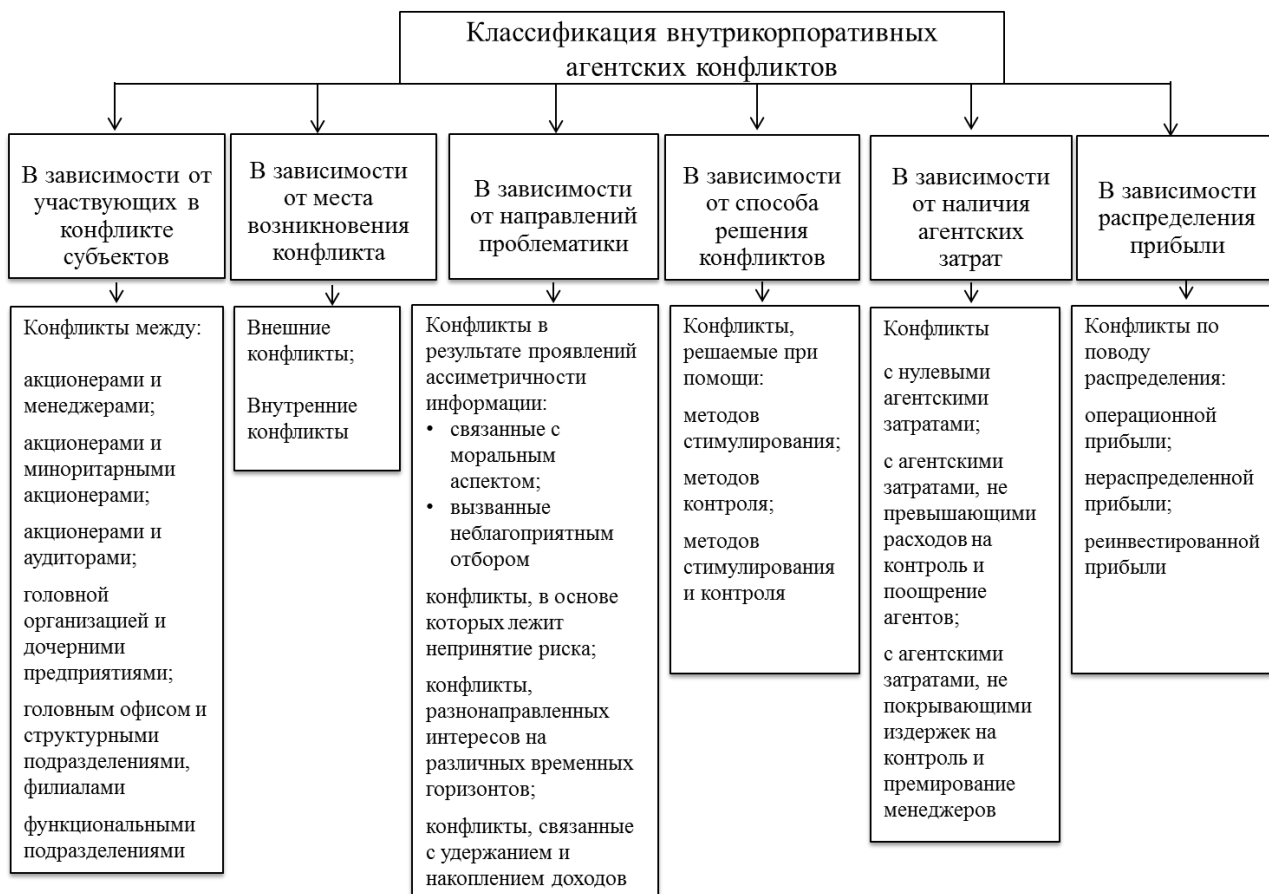 Классификация внутрикорпоративных
агентских конфликтов
В зависимости от
участвующих в
конфликте
субъектов
В зависимости
от места
возникновения
конфликта
В зависимости
от направлений
проблематики
В зависимости
от способа
решения
конфликтов
В зависимости
от наличия
агентских
затрат
В зависимости
распределения
прибыли
Конфликты между:
акционерами и
менеджерами;
акционерами и
миноритарными
акционерами;
акционерами и
аудиторами;
головной
организацией и
дочерними
предприятиями;
головным офисом и
структурными
подразделениями,
филиалами
функциональными
подразделениями
Внешние
конфликты;
Внутренние
конфликты
Конфликты в
результате проявлений
ассиметричности
информации:
• связанные с
моральным
аспектом;
• вызванные
неблагоприятным
отбором
конфликты, в основе
которых лежит
непринятие риска;
конфликты,
разнонаправленных
интересов на
различных временных
горизонтов;
конфликты, связанные
с удержанием и
накоплением доходов
Конфликты,
решаемые при
помощи:
методов
стимулирования;
методов
контроля;
методов
стимулирования
и контроля
Конфликты
с нулевыми
агентскими
затратами;
с агентскими
затратами, не
превышающими
расходов на
контроль и
поощрение
агентов;
с агентскими
затратами, не
покрывающими
издержек на
контроль и
премирование
менеджеров
Конфликты по
поводу
распределения:
операционной
прибыли;
нераспределенной
прибыли;
реинвестированной
прибыли